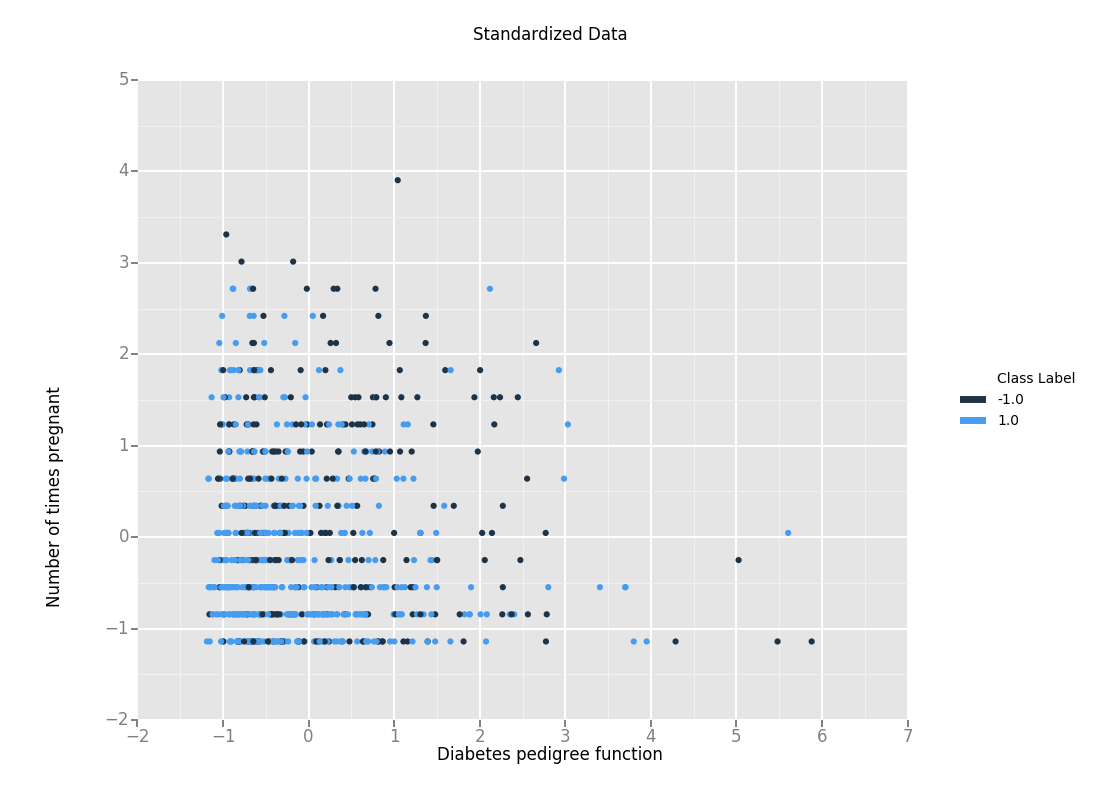 Standardized Data
5
4
3
2
1
0
−1
−2
Number of times pregnant
−2 −1 0 1 2 3 4 5 6 7
Diabetes pedigree function
Class Label
-1.0
1.0